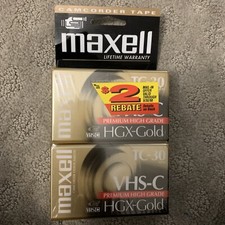 CAMCORDER TAPE
maxell
LIFETIME WARRANTY
TC-30
$2
REBATE
PREMIUM HIGH GRADE
HGX-Gold
maxell
TC-30
VHS-C
PREMIUM HIGH GRADE
HGX-Gold